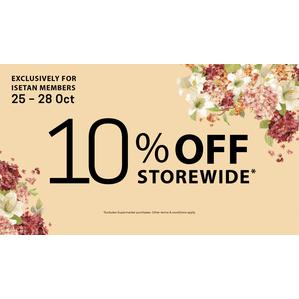 EXCLUSIVELY FOR
ISETAN MEMBERS
25 – 28 Oct
10% OFF
STOREWIDE*
*Excludes Supermarket purchases. Other terms & conditions apply.